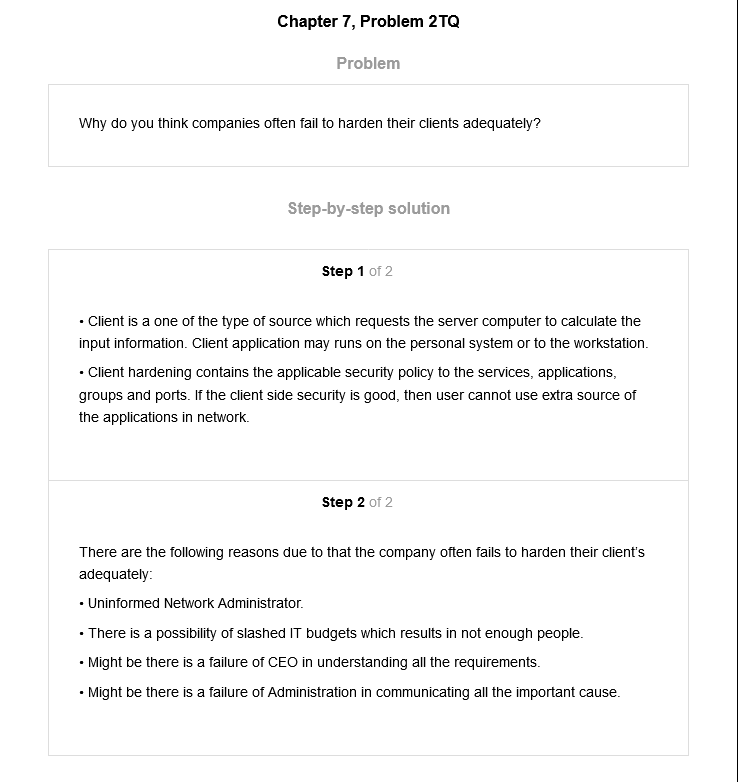 Chapter 7, Problem 2TQ
Problem
Why do you think companies often fail to harden their clients adequately?
Step-by-step solution
Step 1 of 2
• Client is a one of the type of source which requests the server computer to calculate the
input information. Client application may runs on the personal system or to the workstation.
• Client hardening contains the applicable security policy to the services, applications,
groups and ports. If the client side security is good, then user cannot use extra source of
the applications in network.
Step 2 of 2
There are the following reasons due to that the company often fails to harden their client's
adequately:
• Uninformed Network Administrator.
• There is a possibility of slashed IT budgets which results in not enough people.
• Might be there is a failure of CEO in understanding all the requirements.
• Might be there is a failure of Administration in communicating all the important cause.